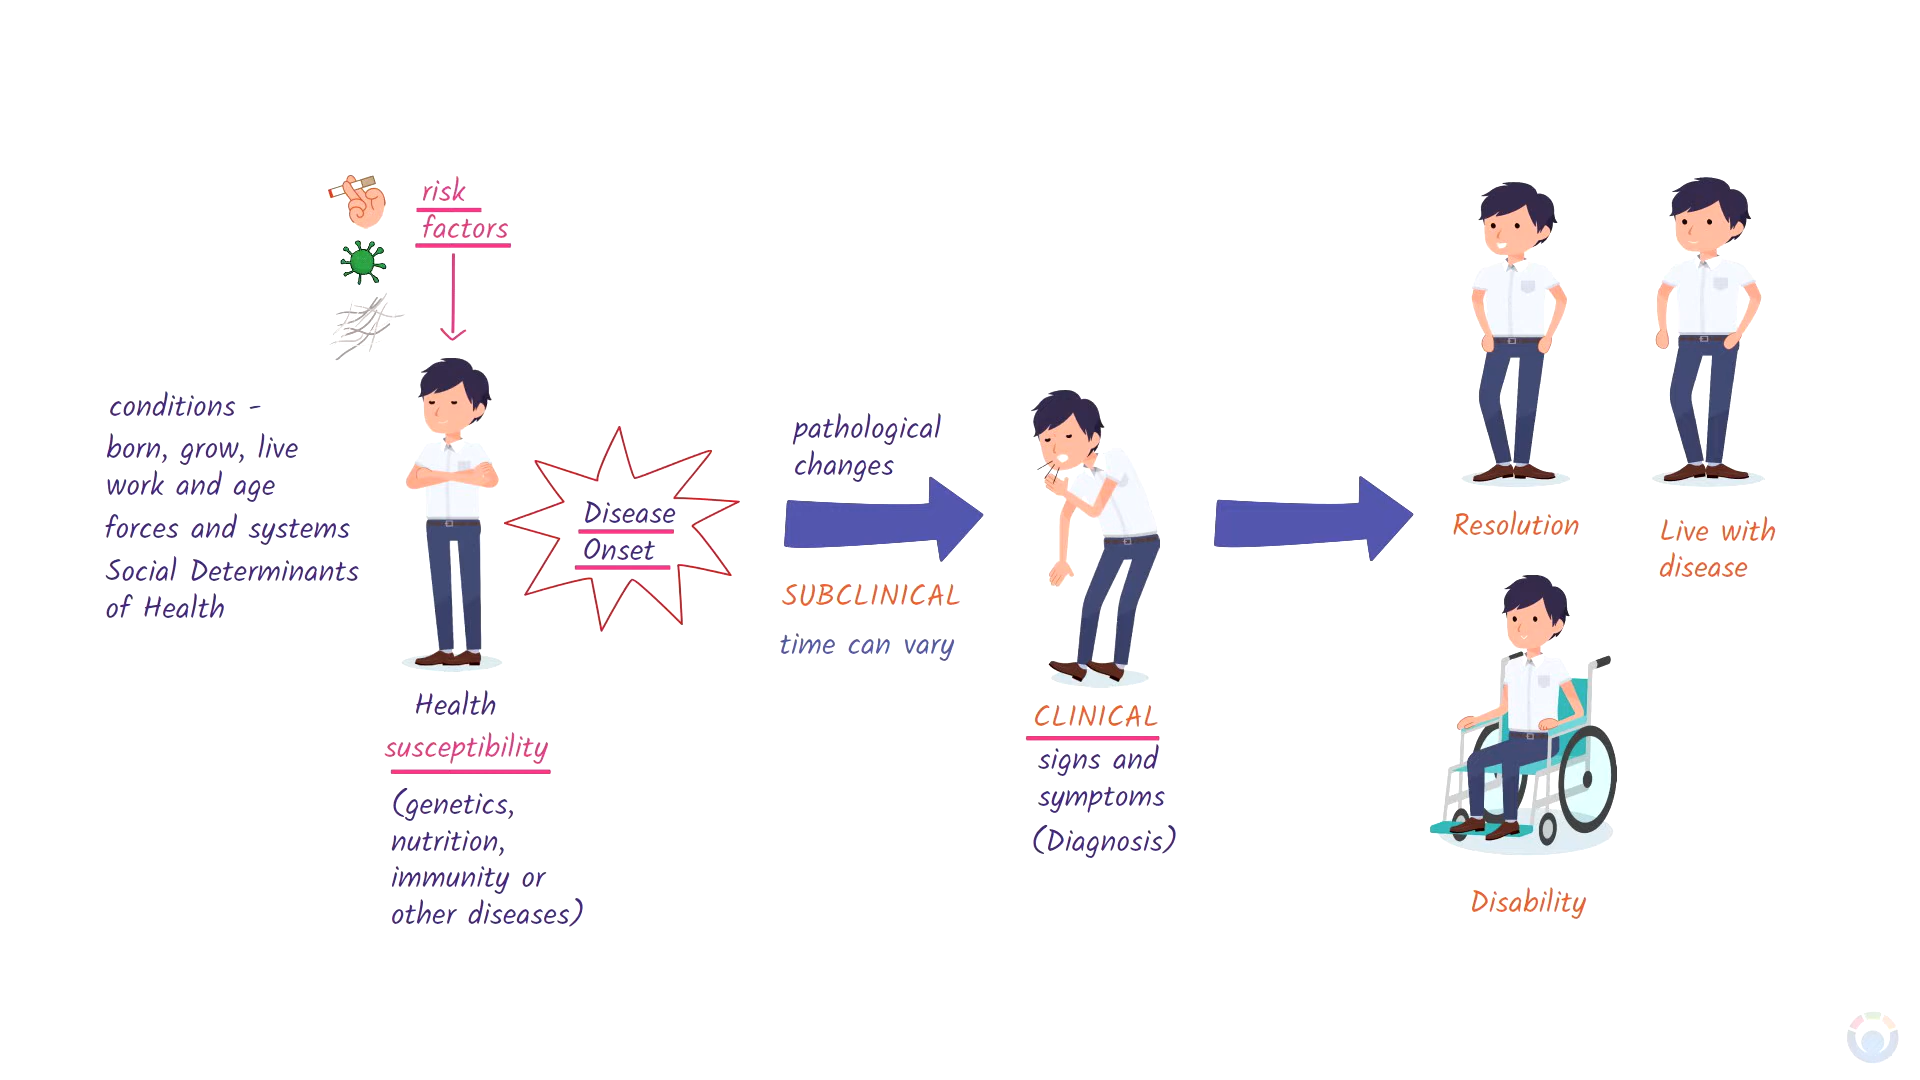 risk
factors
conditions -
born, grow, live
work and age
forces and systems
Social Determinants
of Health
Health
susceptibility
(genetics,
nutrition,
immunity or
other diseases)
Disease
Onset
pathological
changes
SUBCLINICAL
time can vary
CLINICAL
signs and
symptoms
(Diagnosis)
Resolution
Live with
disease
Disability